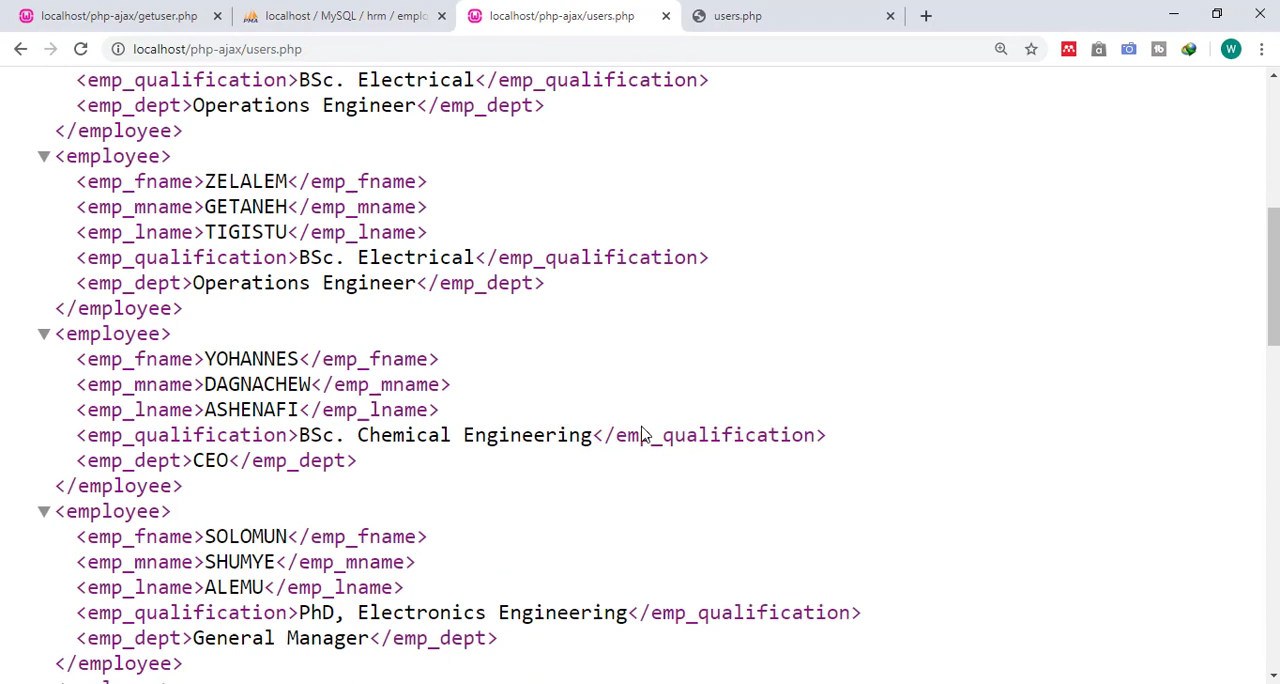 localhost/php-ajax/getuser.php
localhost / MySQL / hrm / emplo
localhost/php-ajax/users.php
users.php
localhost/php-ajax/users.php
W
<emp_qualification>BSc. Electrical</emp_qualification>
<emp_dept>Operations Engineer</emp_dept>
</employee>
<employee>
<emp_fname>ZELALEM</emp_fname>
<emp_mname>GETANEH</emp_mname>
<emp_lname>TIGISTU</emp_lname>
<emp_qualification>BSc. Electrical</emp_qualification>
<emp_dept>Operations Engineer</emp_dept>
</employee>
<employee>
<emp_fname>YOHANNES</emp_fname>
<emp_mname>DAGNACHEW</emp_mname>
<emp_lname>ASHENAFI</emp_lname>
<emp_qualification>BSc. Chemical Engineering</emp_qualification>
<emp_dept>CEO</emp_dept>
</employee>
<employee>
<emp_fname>SOLOMUN</emp_fname>
<emp_mname>SHUMYE</emp_mname>
<emp_lname>ALEMU</emp_lname>
<emp_qualification>PhD, Electronics Engineering</emp_qualification>
<emp_dept>General Manager</emp_dept>
</employee>